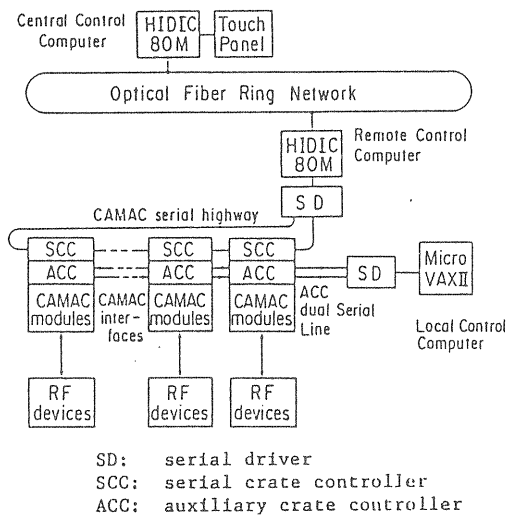 Central Control
Computer
HIDIC
80M
Touch
Panel
Optical Fiber Ring Network
HIDIC
80M
Remote Control
Computer
SD
CAMAC serial highway
SCC
SCC
SCC
ACC
ACC
ACC
SD
Micro
VAXII
CAMAC
modules
CAMAC
inter-
faces
CAMAC
modules
CAMAC
modules
ACC
dual Serial
Line
Local Control
Computer
RF
devices
RF
devices
RF
devices
SD: serial driver
SCC: serial crate controller
ACC: auxiliary crate controller